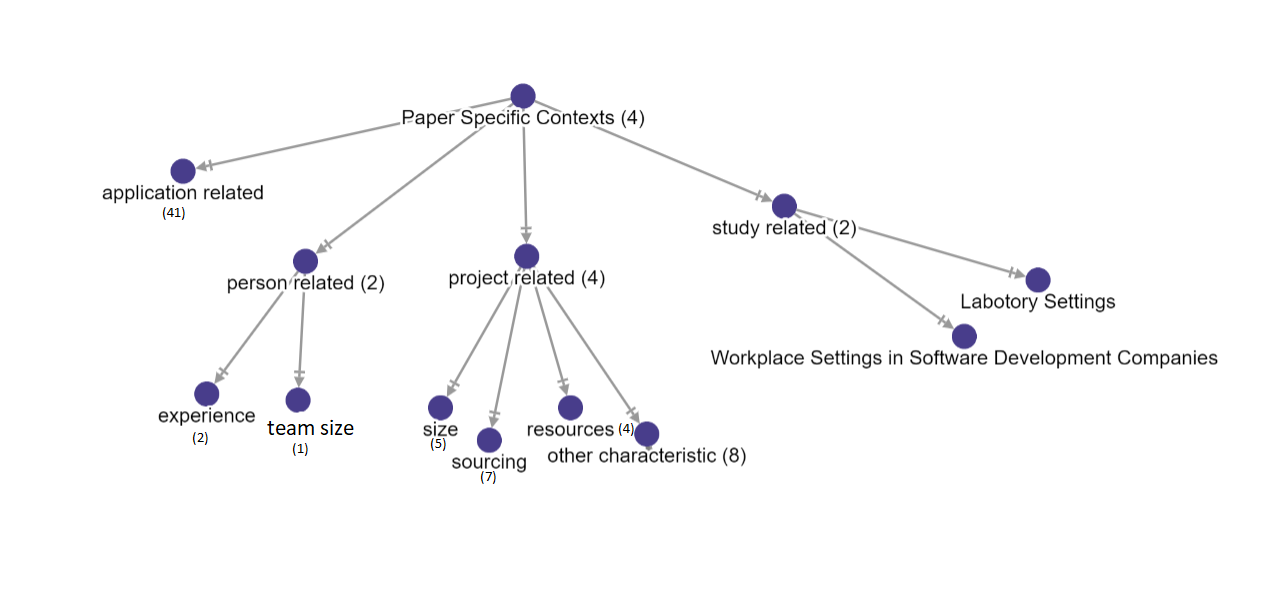 Paper Specific Contexts (4)
application related
(41)
study related (2)
person related (2)
project related (4)
Labotory Settings
Workplace Settings in Software Development Companies
experience
(2)
team size
(1)
size
(5)
sourcing
(7)
resources (4)
other characteristic (8)